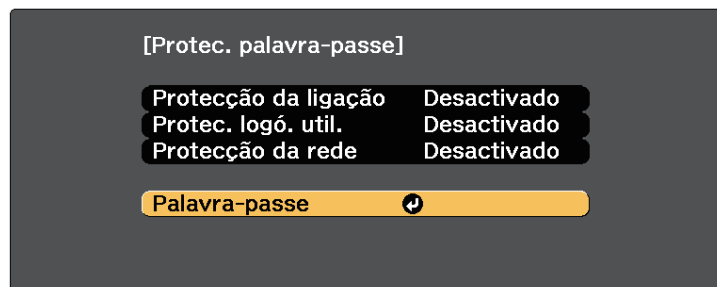 [Protec. palavra-passe]
Protecção da ligação Desactivado
Protec. logó. util. Desactivado
Protecção da rede Desactivado
Palavra-passe